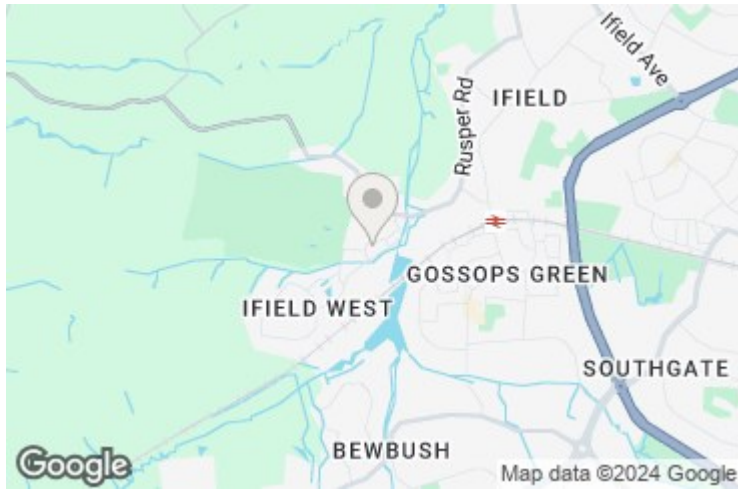 Ifield Ave
Rusper Rd
IFIELD
GOSSOPS GREEN
IFIELD WEST
SOUTHGATE
BEWBUSH
Google
Map data ©2024 Google